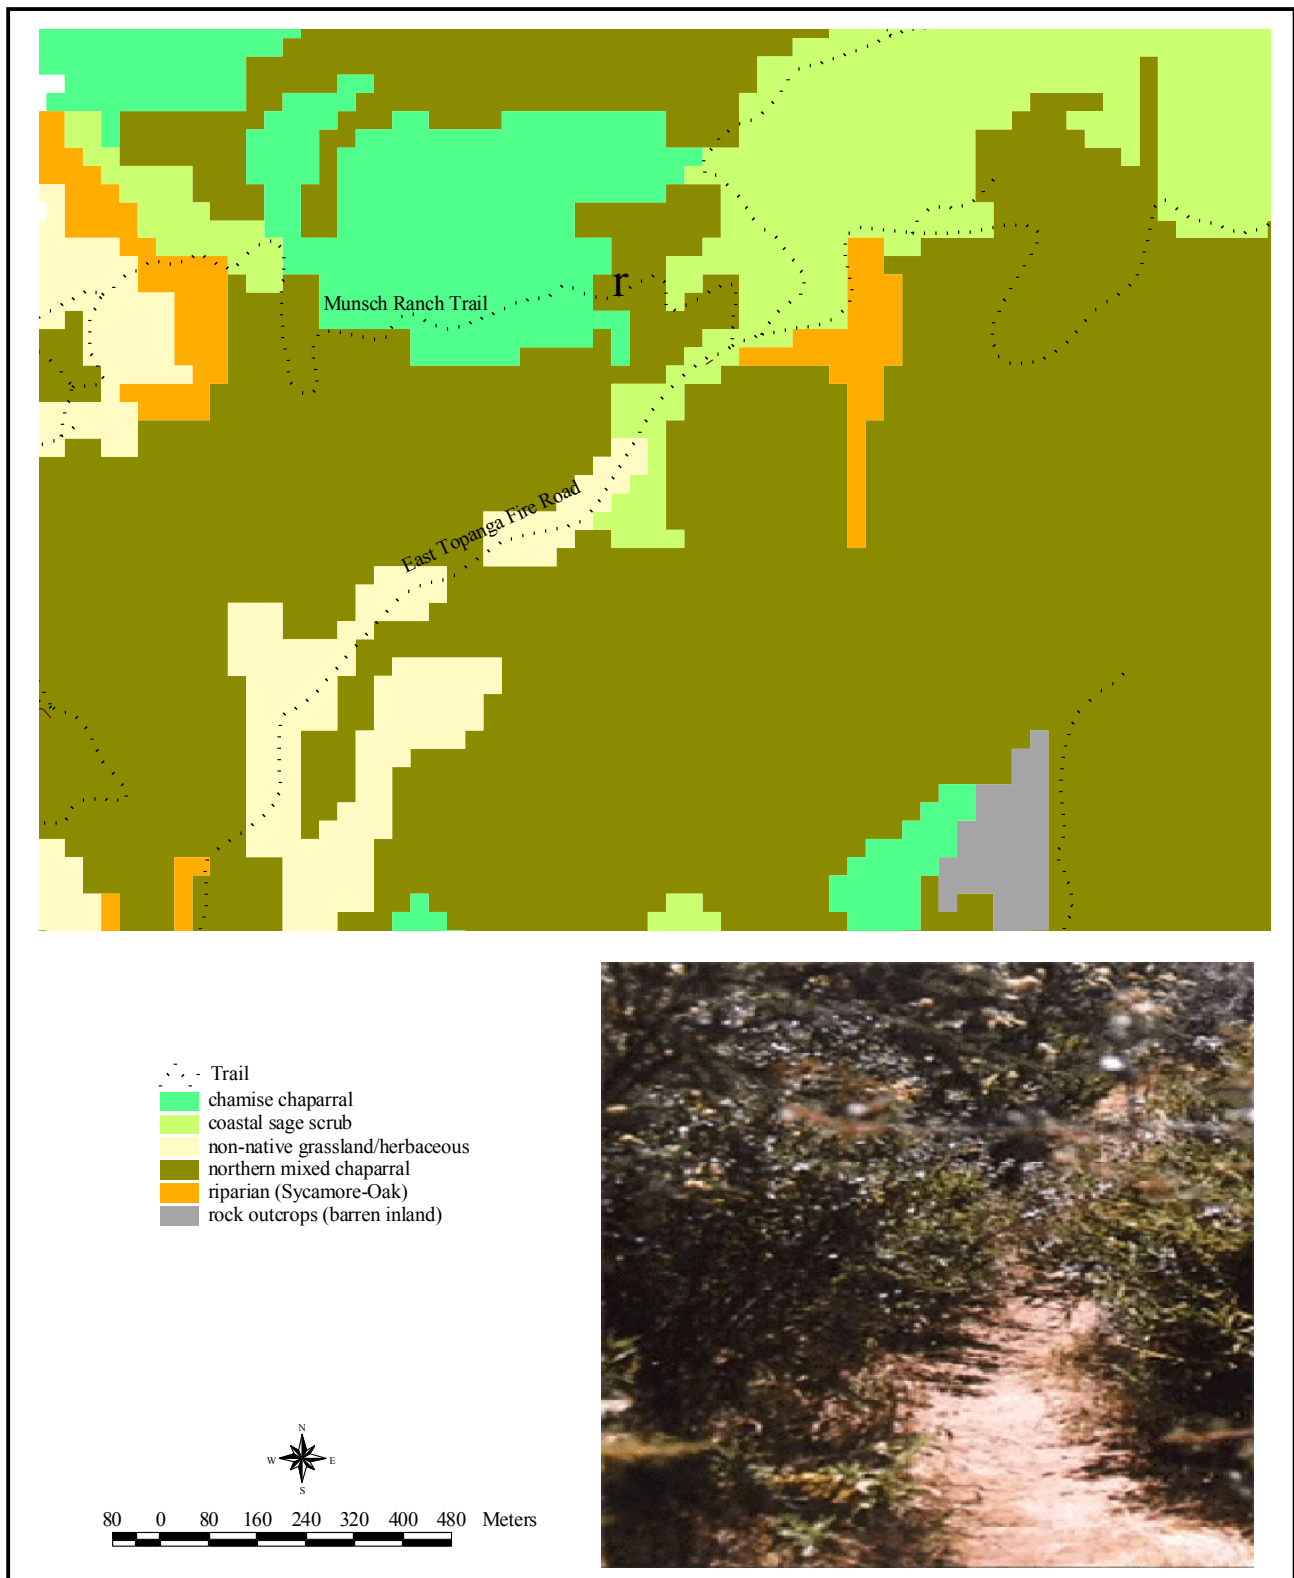 r
Munsch Ranch Trail
East Topanga Fire Road
Trail
chamise chaparral
coastal sage scrub
non-native grassland/herbaceous
northern mixed chaparral
riparian (Sycamore-Oak)
rock outcrops (barren inland)
N
W E
S
80 0 80 160 240 320 400 480 Meters